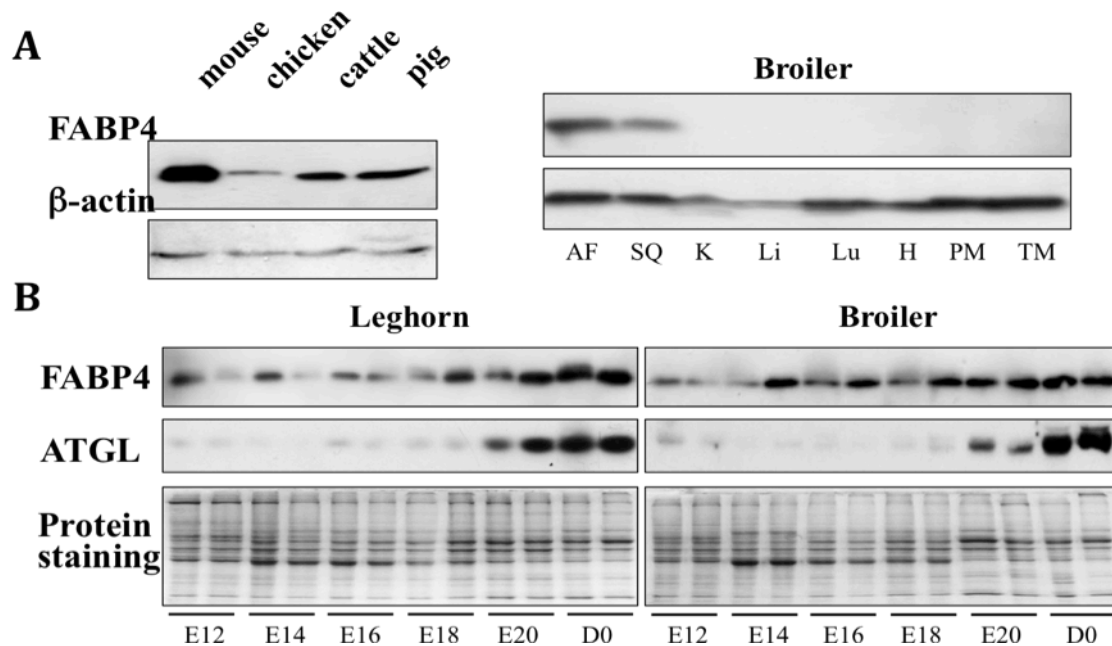 A
mouse chicken cattle pig
Broiler
FABP4
β-actin
AF SQ K Li Lu H PM TM
B
Leghorn Broiler
FABP4
ATGL
Protein
staining
E12 E14 E16 E18 E20 D0 E12 E14 E16 E18 E20 D0